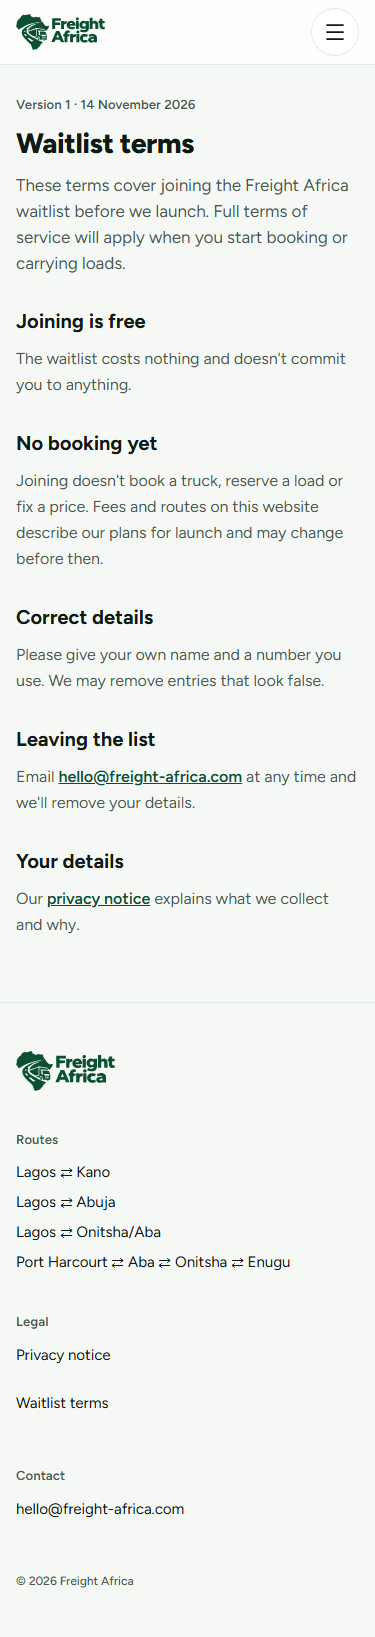 Freight
Africa
Version 1 · 14 November 2026
Waitlist terms
These terms cover joining the Freight Africa
waitlist before we launch. Full terms of
service will apply when you start booking or
carrying loads.
Joining is free
The waitlist costs nothing and doesn't commit
you to anything.
No booking yet
Joining doesn't book a truck, reserve a load or
fix a price. Fees and routes on this website
describe our plans for launch and may change
before then.
Correct details
Please give your own name and a number you
use. We may remove entries that look false.
Leaving the list
Email hello@freight-africa.com at any time and
we'll remove your details.
Your details
Our privacy notice explains what we collect
and why.
Freight
Africa
Routes
Lagos ⇄ Kano
Lagos ⇄ Abuja
Lagos ⇄ Onitsha/Aba
Port Harcourt ⇄ Aba ⇄ Onitsha ⇄ Enugu
Legal
Privacy notice
Waitlist terms
Contact
hello@freight-africa.com
© 2026 Freight Africa